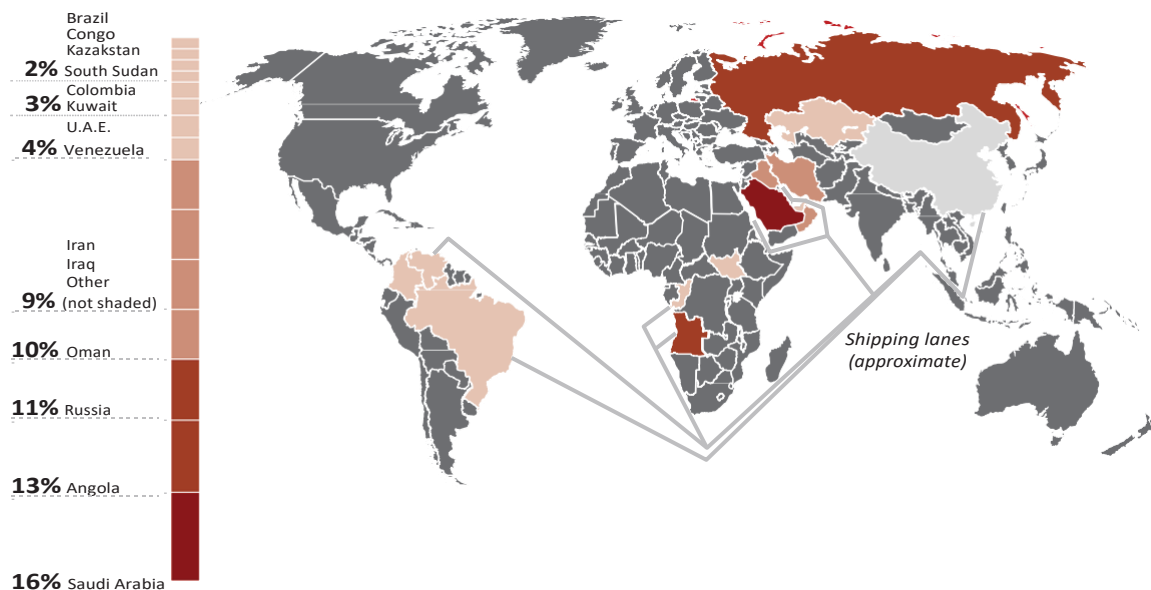 Brazil
Congo
Kazakstan
2% South Sudan
Colombia
3% Kuwait
U.A.E.
4% Venezuela
Iran
Iraq
Other
9% (not shaded)
10% Oman
11% Russia
13% Angola
16% Saudi Arabia
Shipping lanes
(approximate)